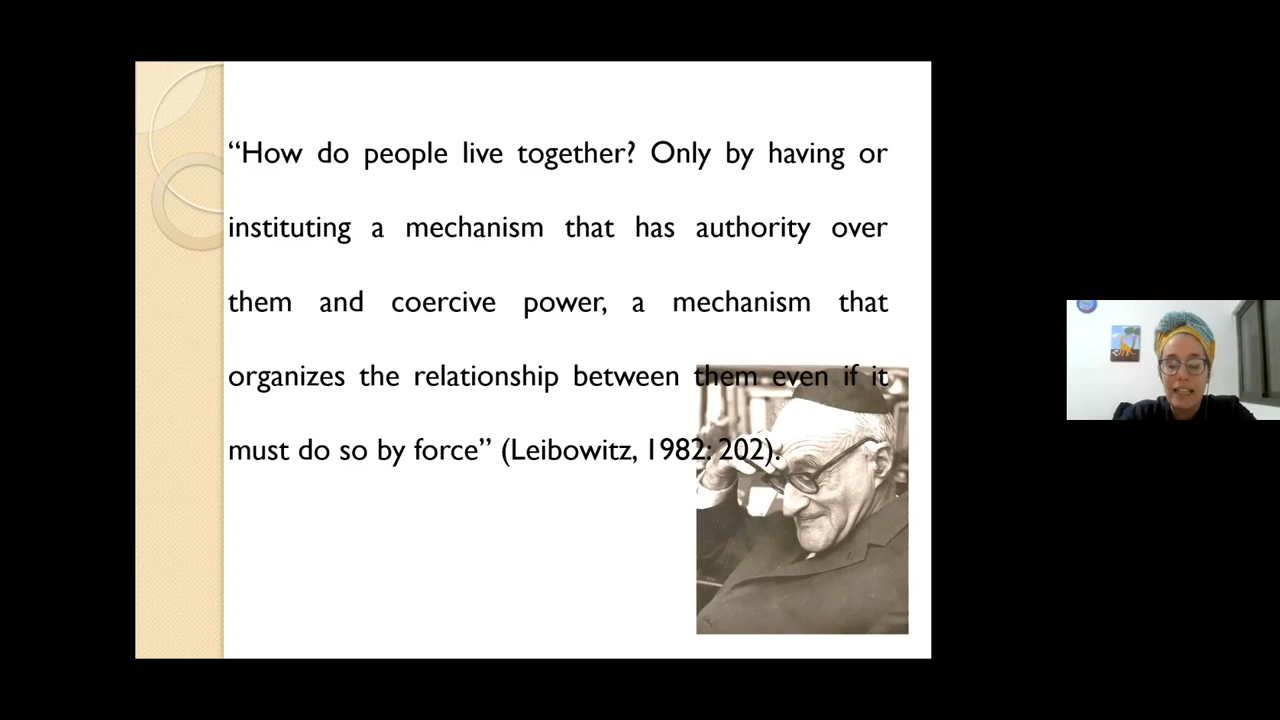 “How do people live together? Only by having or
instituting a mechanism that has authority over
them and coercive power, a mechanism that
organizes the relationship between them even if it
must do so by force” (Leibowitz, 1982: 202).